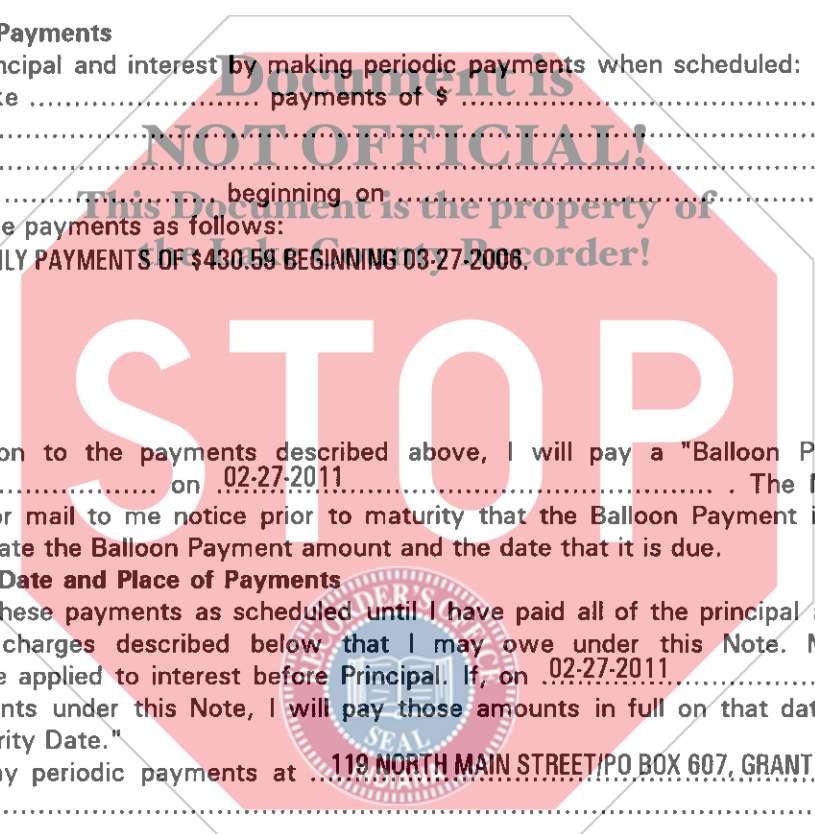 Payments
ncipal and interest by making periodic payments when scheduled:
ke .......................... payments of $ ..........................................
Document is
NOT OFFICIAL!
.......................... beginning on ..........................................
This Document is the property of
e payments as follows:
the Lake County Recorder!
ILY PAYMENTS OF $430.59 BEGINNING 03-27-2006.
STOP
on to the payments described above, I will pay a "Balloon P
.................... on 02-27-2011.......................................... . The
or mail to me notice prior to maturity that the Balloon Payment i
ate the Balloon Payment amount and the date that it is due.
Date and Place of Payments
hese payments as scheduled until I have paid all of the principal
charges described below that I may owe under this Note.
e applied to interest before Principal. If, on 02-27-2011....................
nts under this Note, I will pay those amounts in full on that dat
rity Date."
ay periodic payments at ...119 NORTH MAIN STREET/PO BOX 607, GRANT
SEAL
INDIANA